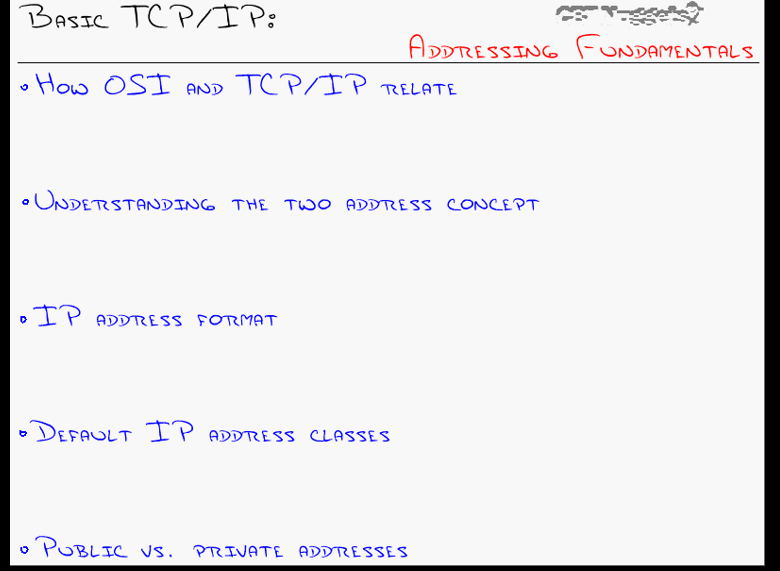 Basic TCP/IP:
Addressing Fundamentals
• How OSI and TCP/IP relate
• Understanding the two address concept
• IP address format
• Default IP address classes
• Public vs. private addresses